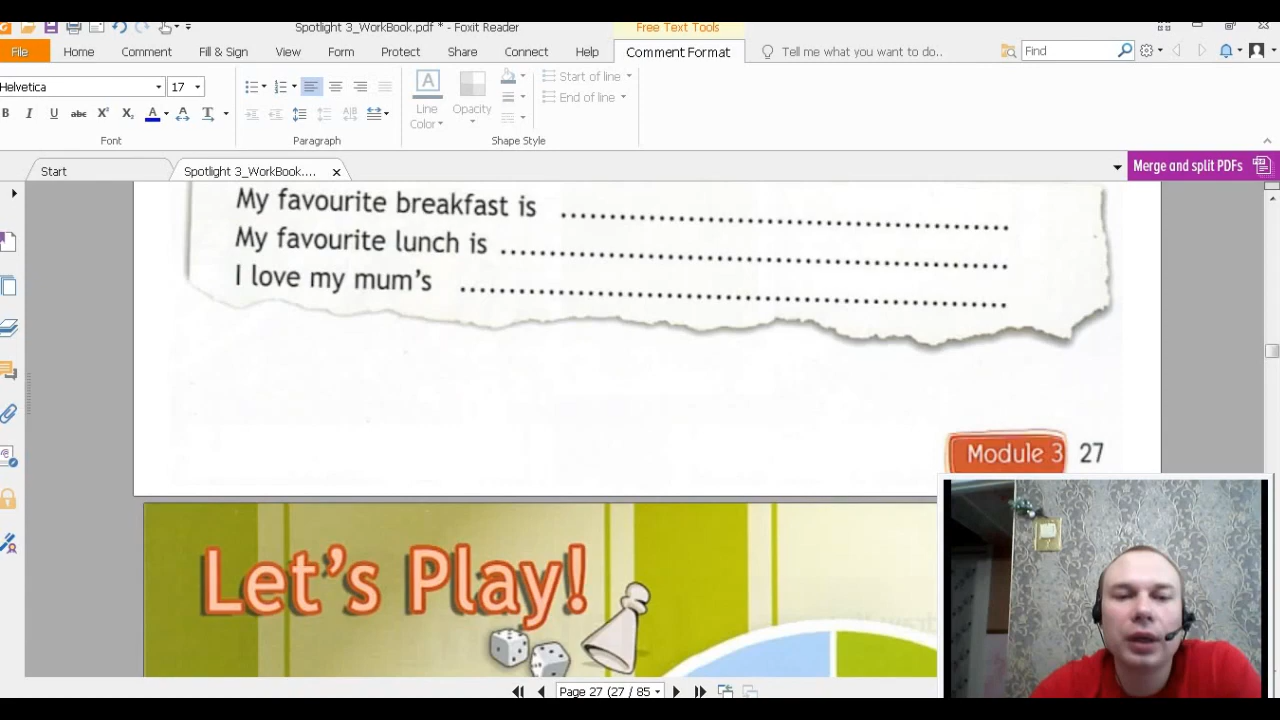 Spotlight 3_WorkBook.pdf * - Foxit Reader
Free Text Tools
File
Home
Comment
Fill & Sign
View
Form
Protect
Share
Connect
Help
Comment Format
Tell me what you want to do..
Find
Helvetica
17
Line Color
Opacity
Start of line
End of line
Font
Paragraph
Shape Style
Start
Spotlight 3_WorkBook....
Merge and split PDFs
My favourite breakfast is ....................
My favourite lunch is ....................
I love my mum's ....................
Module 3 27
Let's Play!
Page 27 (27 / 85